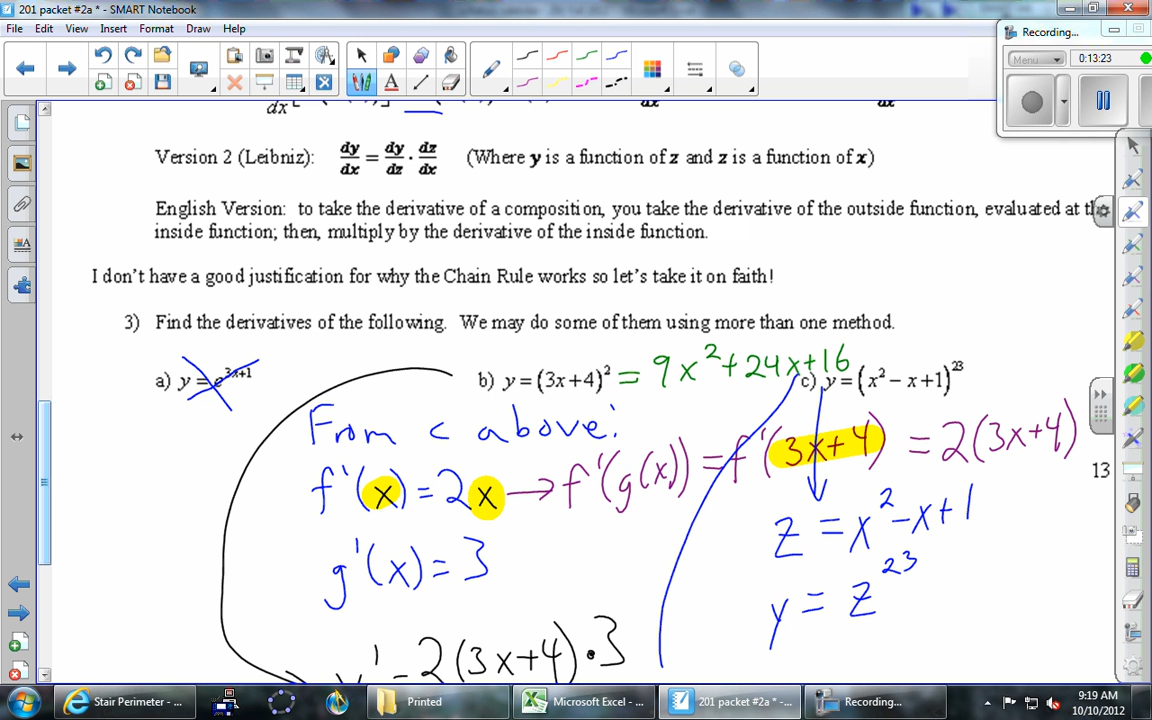 201 packet #2a * - SMART Notebook
File Edit View Insert Format Draw Help
Recording...
Menu
0:13:23
dx
dx
dx
Version 2 (Leibniz): dy/dx = dy/dz · dz/dx (Where y is a function of z and z is a function of x)
English Version: to take the derivative of a composition, you take the derivative of the outside function, evaluated at th
inside function; then, multiply by the derivative of the inside function.
I don't have a good justification for why the Chain Rule works so let's take it on faith!
3) Find the derivatives of the following. We may do some of them using more than one method.
a) y = e^{3x+1}
b) y = (3x+4)² = 9x²+24x+16
c) y = (x² − x + 1)^{23}
From c above:
f'(x) = 2x → f'(g(x)) = f'(3x+4) = 2(3x+4)
13
g'(x) = 3
z = x² − x + 1
y = z^{23}
y' = 2(3x+4)·3
Stair Perimeter - ...
Printed
Microsoft Excel - ...
201 packet #2a * - ...
Recording...
9:19 AM
10/10/2012